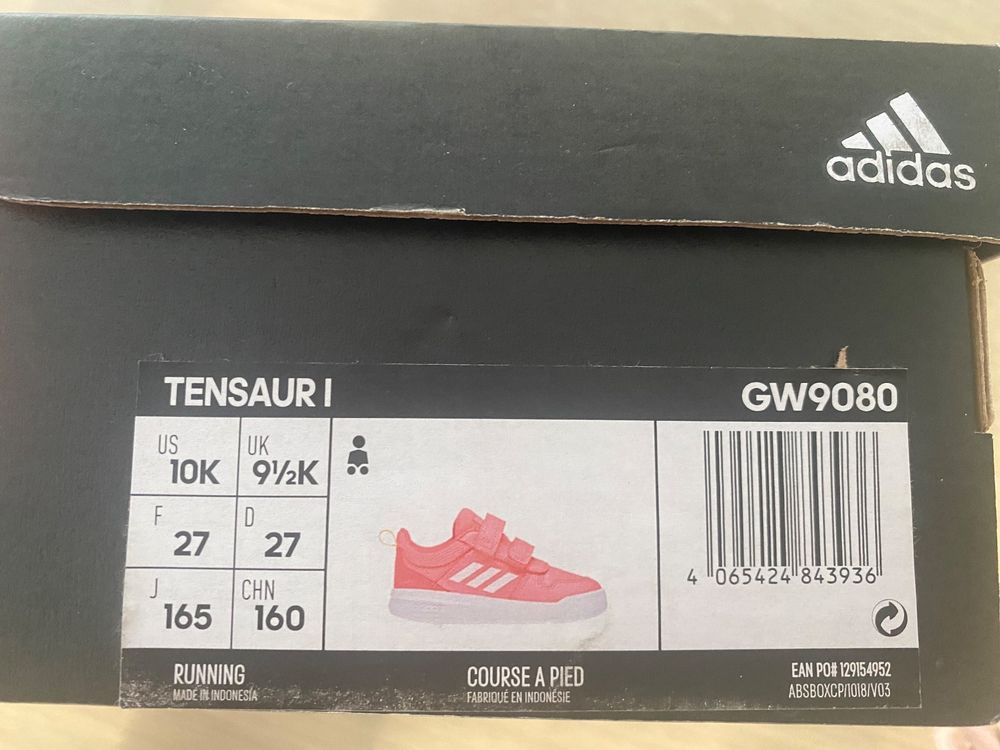 adidas
TENSAUR I
GW9080
US
10K
UK
9½K
F
27
D
27
J
165
CHN
160
4 065424 843936
RUNNING
MADE IN INDONESIA
COURSE A PIED
FABRIQUÉ EN INDONÉSIE
EAN PO# 129154952
ABSBOXCP/1018/V03